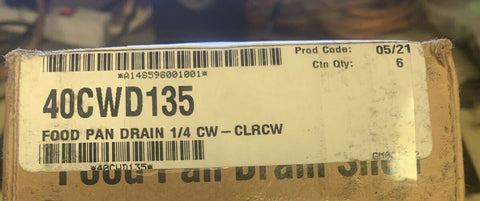 Prod Code: 05/21
*A148598001001* Ctn Qty: 6
40CWD135
FOOD PAN DRAIN 1/4 CW-CLRCW
*40CWD135*
Food Pan Drain